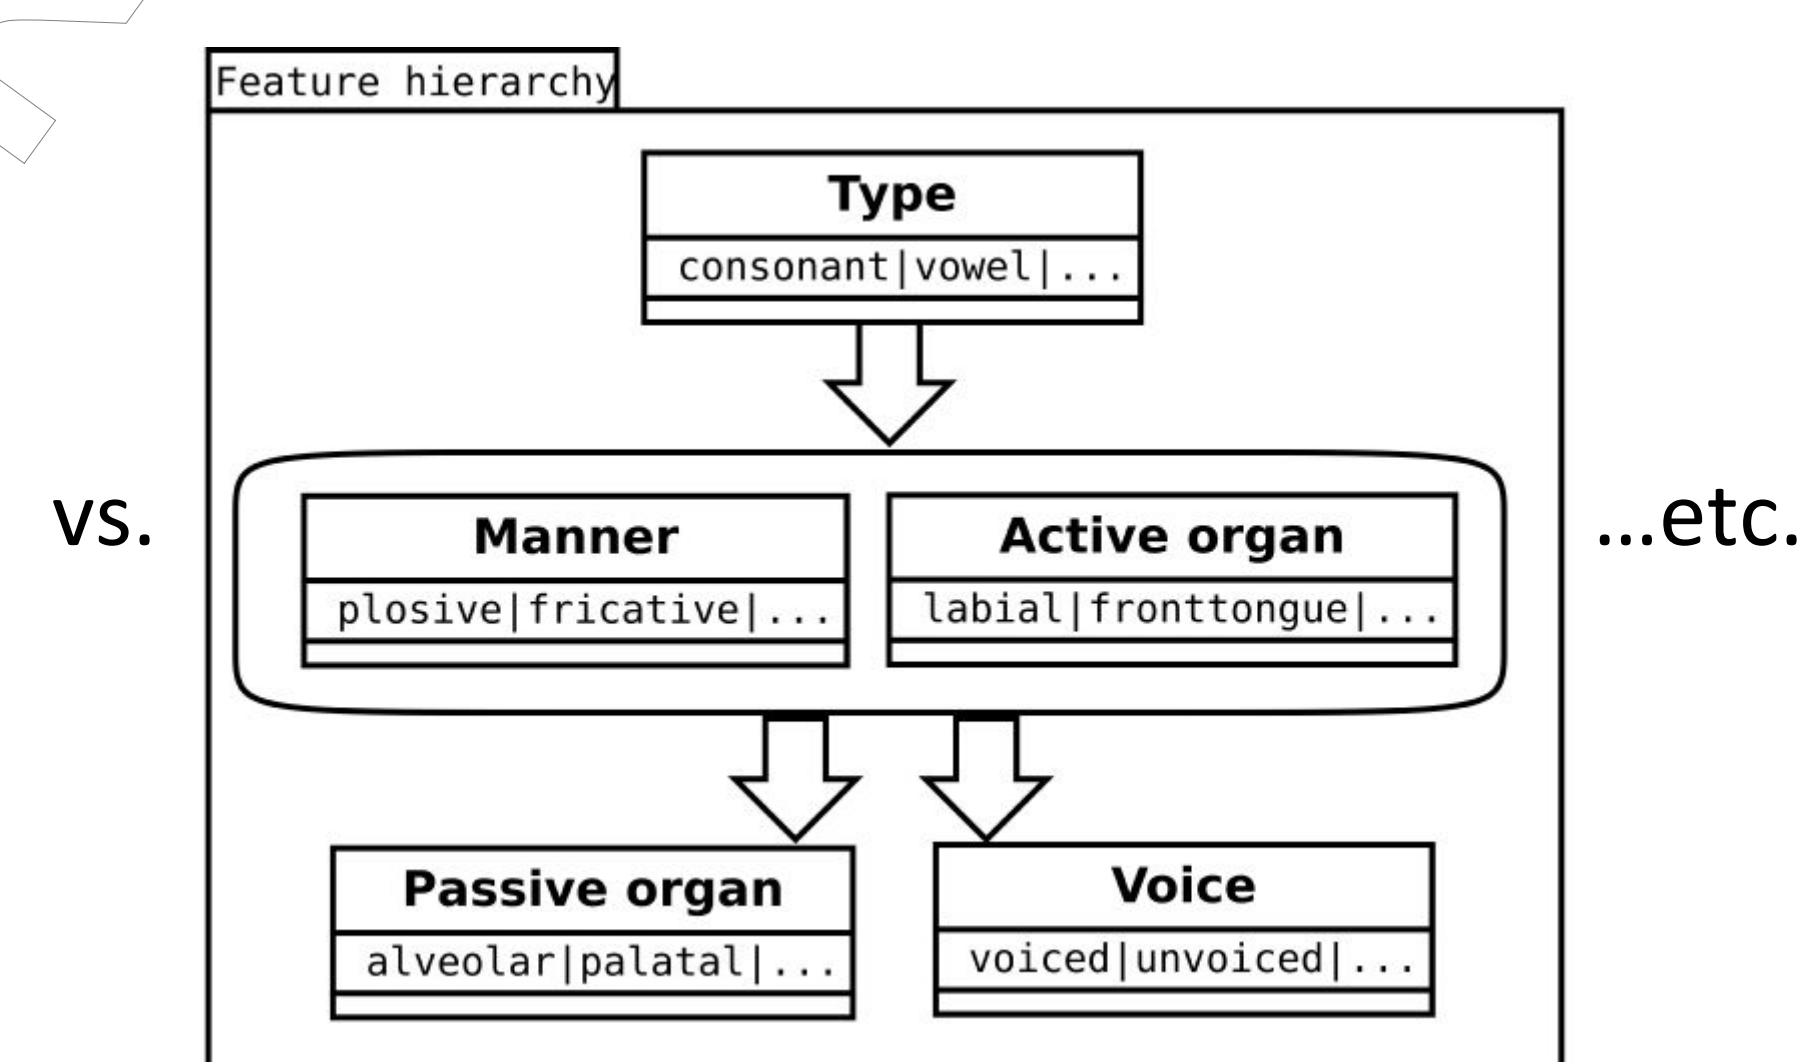 Feature hierarchy
Type
consonant|vowel|...
vs.
...etc.
Manner
plosive|fricative|...
Active organ
labial|fronttongue|...
Passive organ
alveolar|palatal|...
Voice
voiced|unvoiced|...